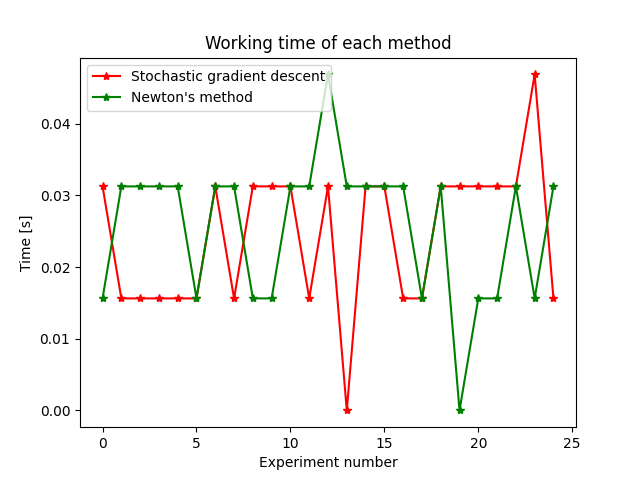 Working time of each method
Stochastic gradient descent
Newton's method
Time [s]
0.04
0.03
0.02
0.01
0.00
0 5 10 15 20 25
Experiment number